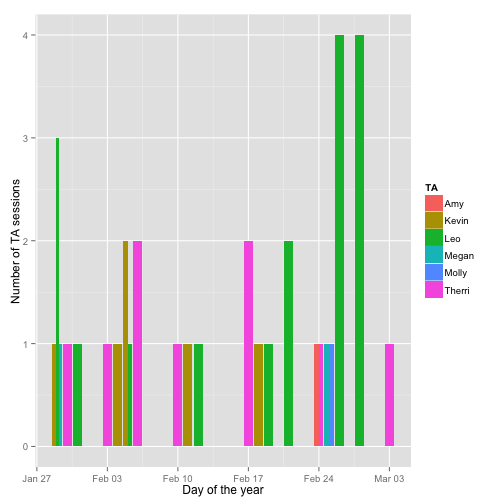 Number of TA sessions
4
3
2
1
0
Jan 27 Feb 03 Feb 10 Feb 17 Feb 24 Mar 03
Day of the year
TA
Amy
Kevin
Leo
Megan
Molly
Therri